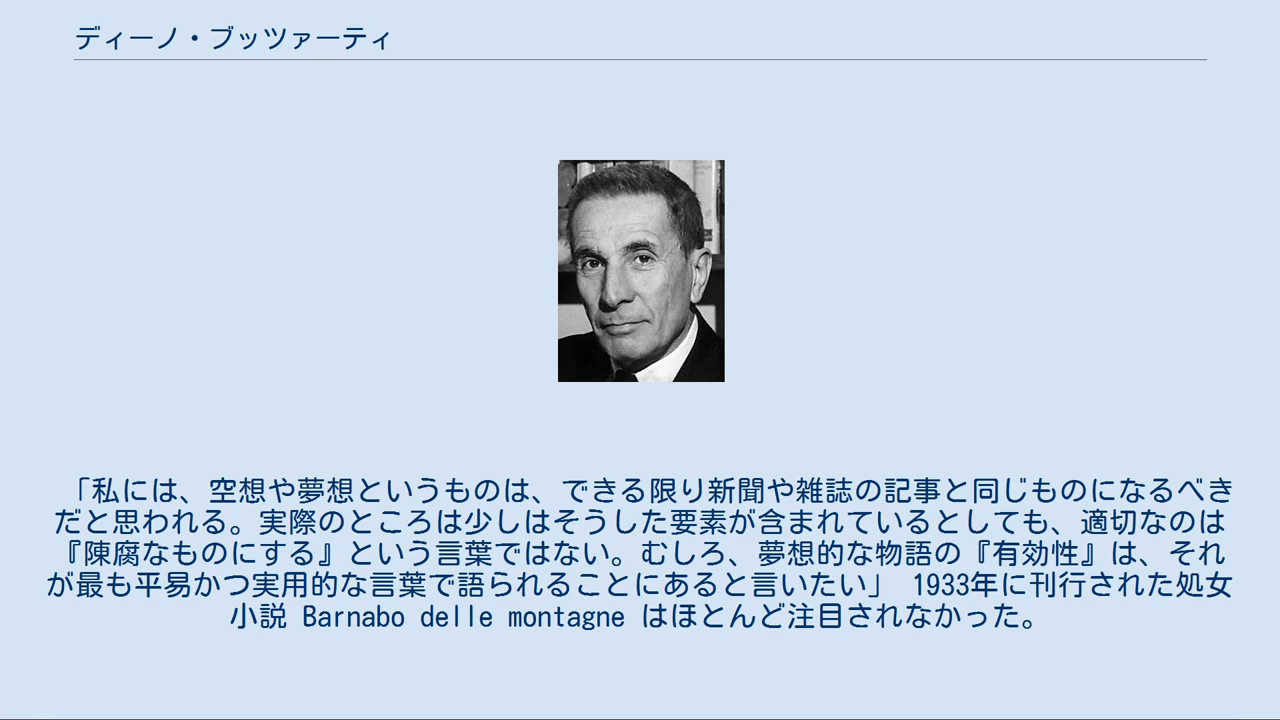 ディーノ・ブッツァーティ
「私には、空想や夢想というものは、できる限り新聞や雑誌の記事と同じものになるべき
だと思われる。実際のところは少しはそうした要素が含まれているとしても、適切なのは
『陳腐なものにする』という言葉ではない。むしろ、夢想的な物語の『有効性』は、それ
が最も平易かつ実用的な言葉で語られることにあると言いたい」 1933年に刊行された処女
小説 Barnabo delle montagne はほとんど注目されなかった。